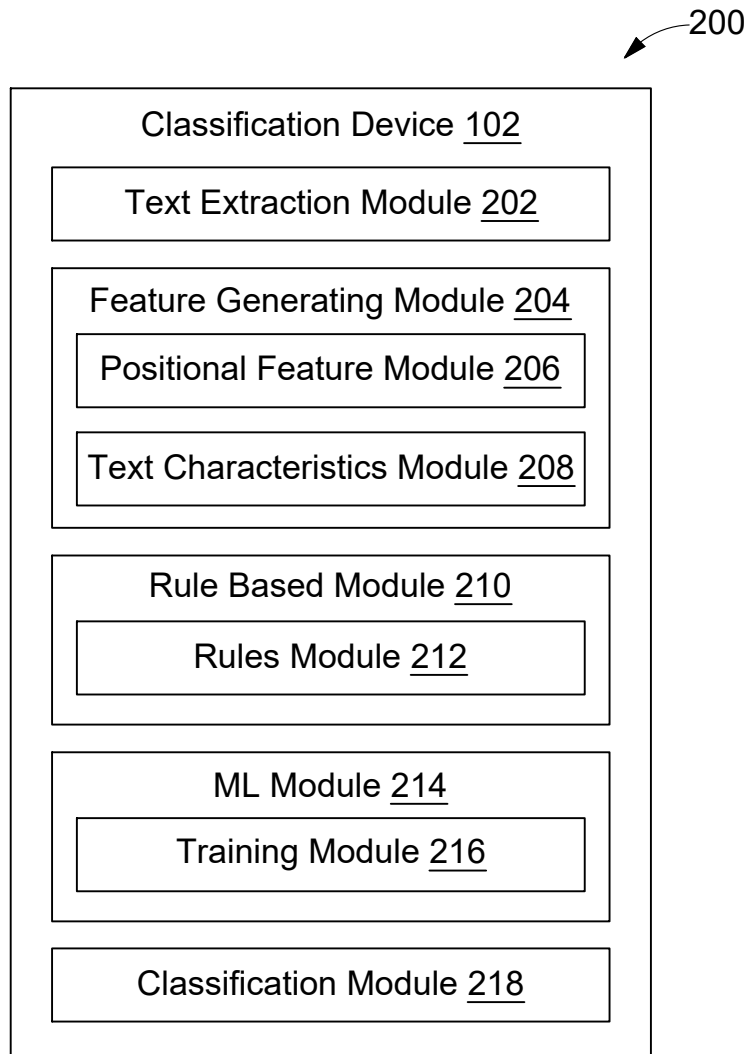 200
Classification Device 102
Text Extraction Module 202
Feature Generating Module 204
Positional Feature Module 206
Text Characteristics Module 208
Rule Based Module 210
Rules Module 212
ML Module 214
Training Module 216
Classification Module 218